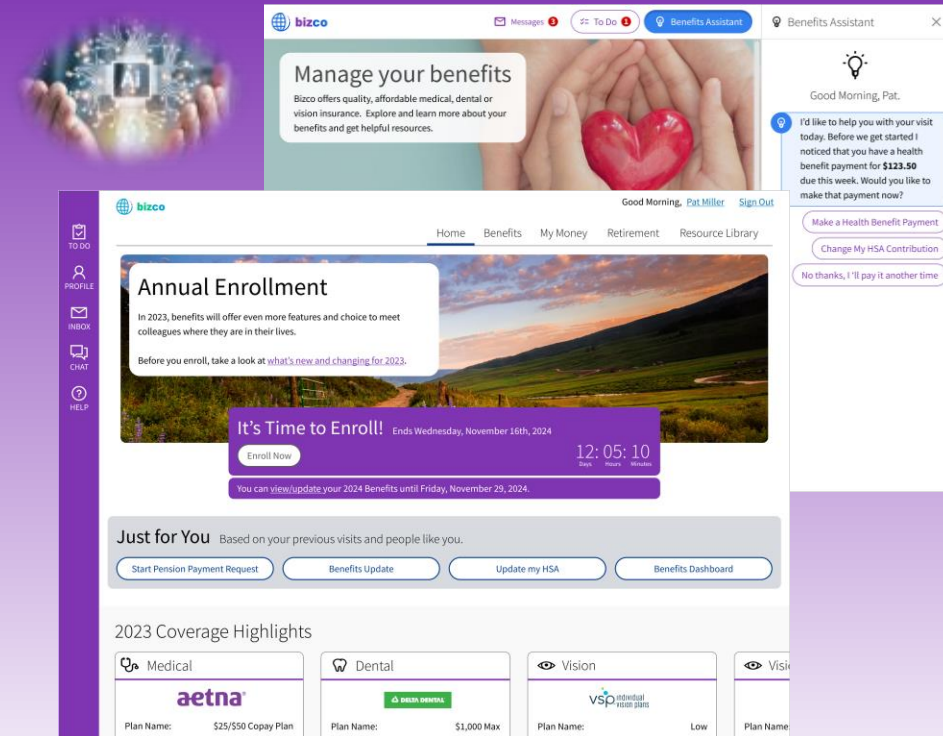 AI
bizco
Messages 3
To Do 1
Benefits Assistant
Benefits Assistant
Manage your benefits
Bizco offers quality, affordable medical, dental or
vision insurance. Explore and learn more about your
benefits and get helpful resources.
Good Morning, Pat.
I'd like to help you with your visit
today. Before we get started I
noticed that you have a health
benefit payment for $123.50
due this week. Would you like to
make that payment now?
Make a Health Benefit Payment
Change My HSA Contribution
No thanks, I 'll pay it another time
TO DO
PROFILE
INBOX
CHAT
HELP
bizco
Good Morning, Pat Miller Sign Out
Home Benefits My Money Retirement Resource Library
Annual Enrollment
In 2023, benefits will offer even more features and choice to meet
colleagues where they are in their lives.
Before you enroll, take a look at what's new and changing for 2023.
It's Time to Enroll! Ends Wednesday, November 16th, 2024
Enroll Now
12: 05: 10
Days Hours Minutes
You can view/update your 2024 Benefits until Friday, November 29, 2024.
Just for You Based on your previous visits and people like you.
Start Pension Payment Request
Benefits Update
Update my HSA
Benefits Dashboard
2023 Coverage Highlights
Medical
aetna
Plan Name: $25/$50 Copay Plan
Dental
DELTA DENTAL
Plan Name: $1,000 Max
Vision
vsp individual
vision plans
Plan Name: Low
Visi
Plan Name: